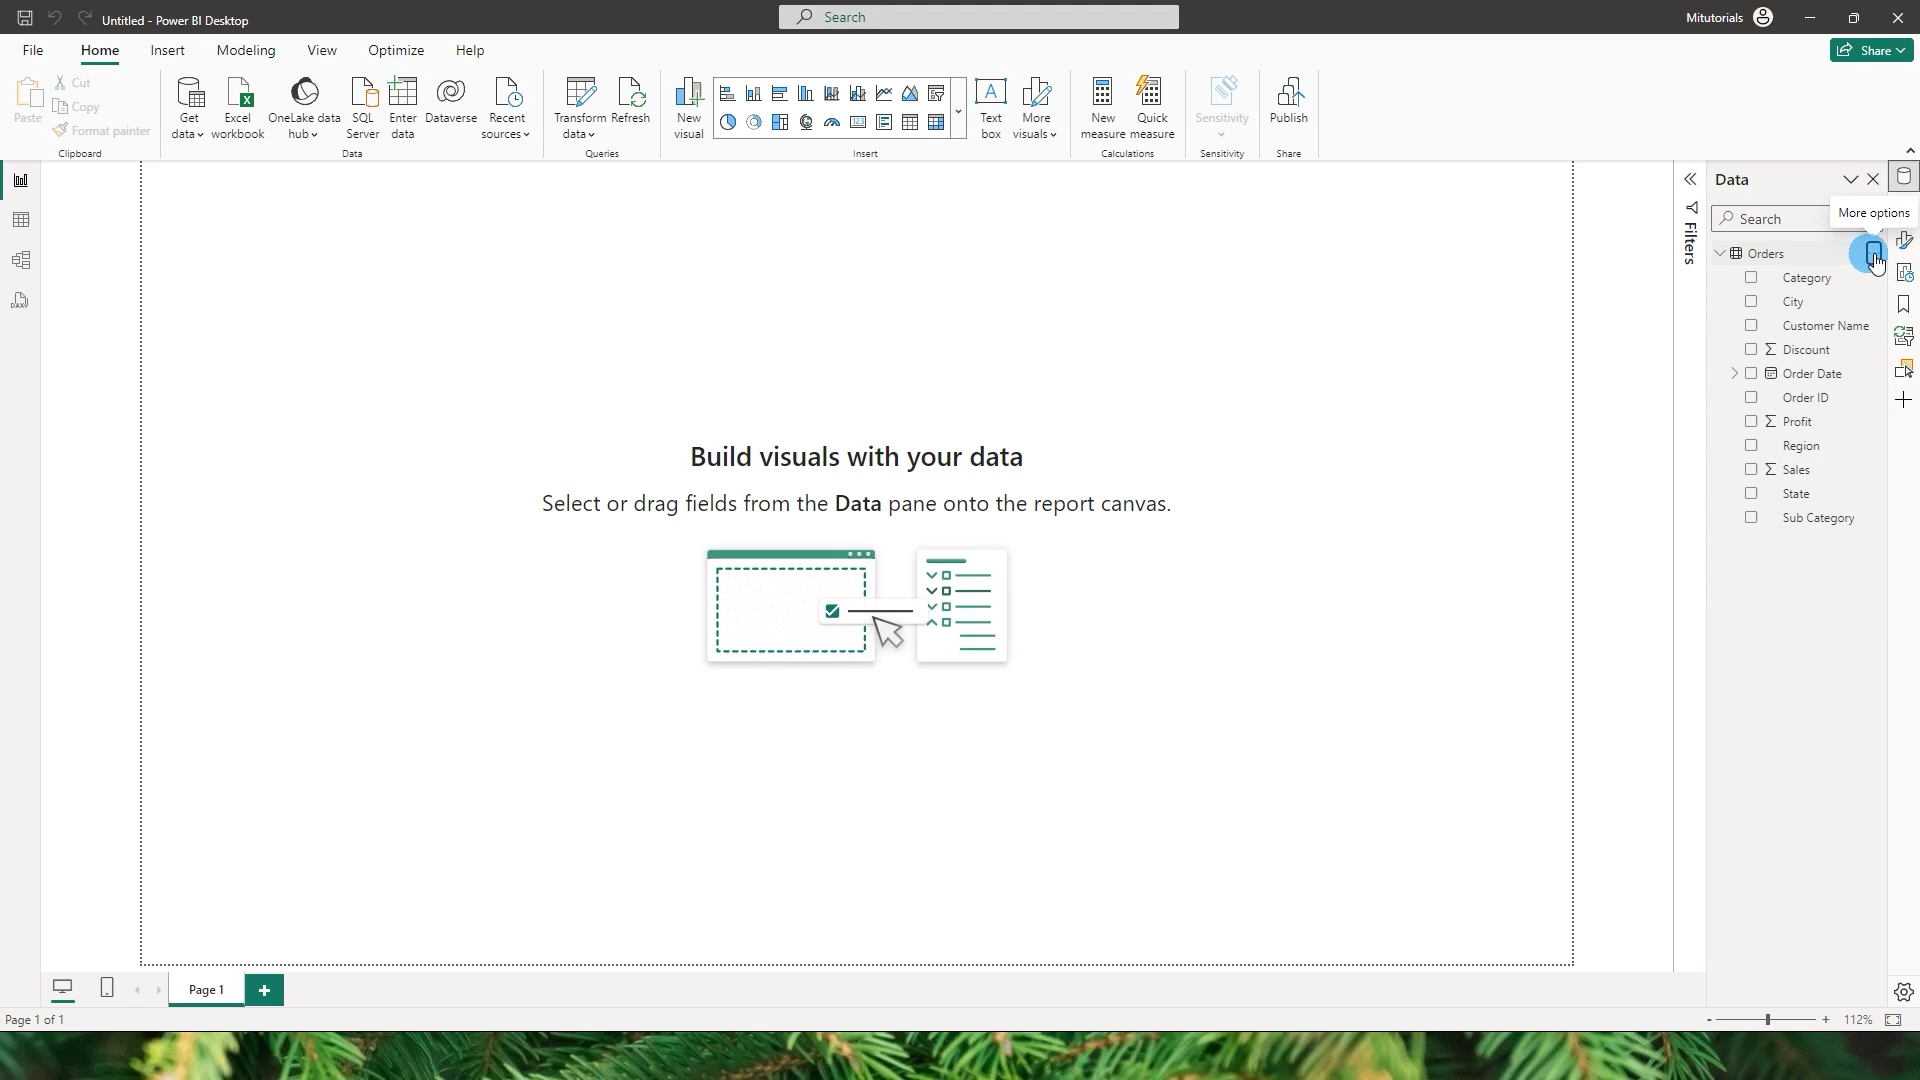 Untitled - Power BI Desktop
Search
Mitutorials
File
Home
Insert
Modeling
View
Optimize
Help
Share
Paste
Cut
Copy
Format painter
Clipboard
Get data
Excel workbook
OneLake data hub
SQL Server
Enter data
Dataverse
Recent sources
Data
Transform data
Refresh
Queries
New visual
Insert
Text box
More visuals
New measure
Quick measure
Calculations
Sensitivity
Sensitivity
Publish
Share
DAX
Filters
Data
Search
More options
Orders
Category
City
Customer Name
Discount
Order Date
Order ID
Profit
Region
Sales
State
Sub Category
Build visuals with your data
Select or drag fields from the Data pane onto the report canvas.
Page 1
Page 1 of 1
112%